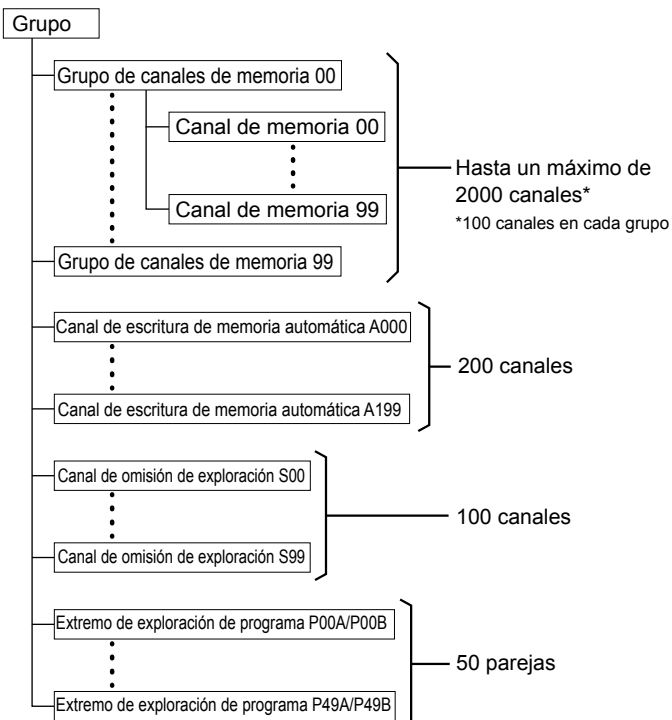 Grupo
Grupo de canales de memoria 00
Canal de memoria 00
Canal de memoria 99
Grupo de canales de memoria 99
Hasta un máximo de
2000 canales*
*100 canales en cada grupo
Canal de escritura de memoria automática A000
Canal de escritura de memoria automática A199
200 canales
Canal de omisión de exploración S00
Canal de omisión de exploración S99
100 canales
Extremo de exploración de programa P00A/P00B
Extremo de exploración de programa P49A/P49B
50 parejas